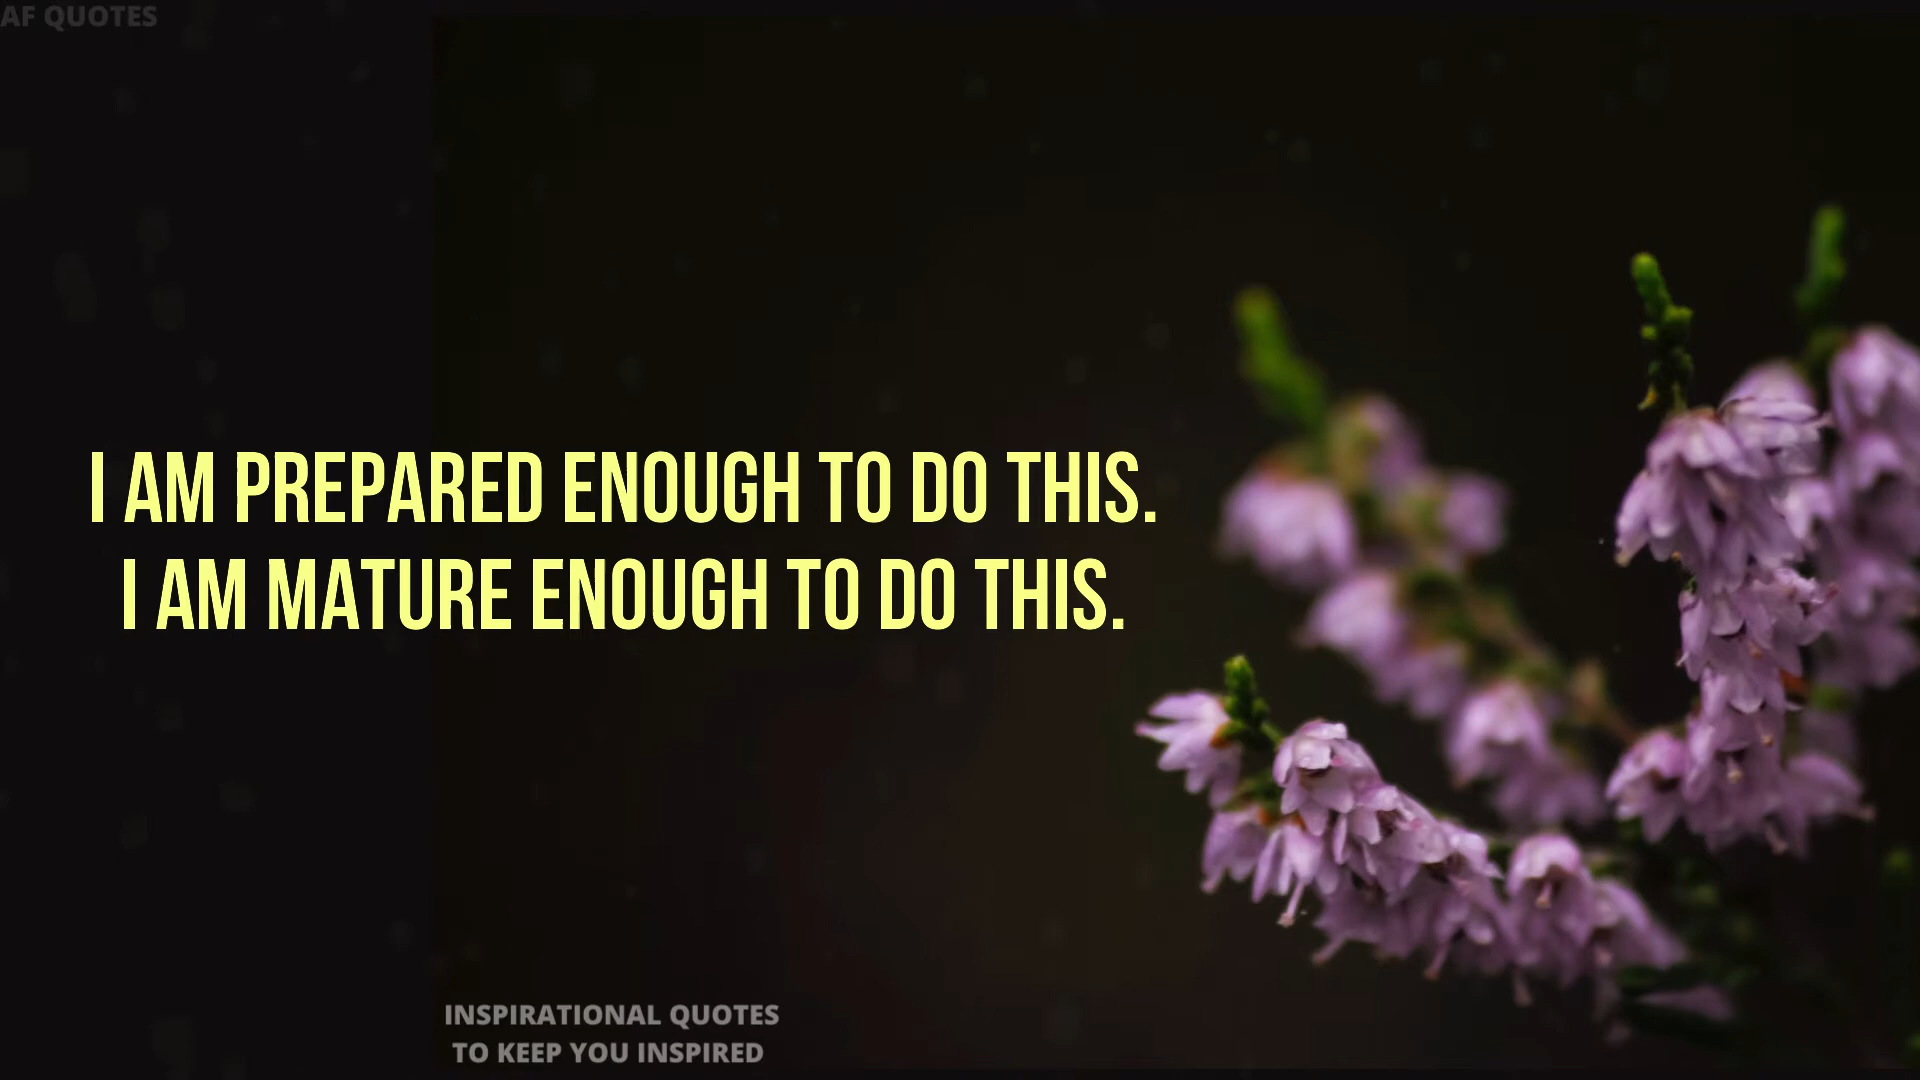 AF QUOTES
I AM PREPARED ENOUGH TO DO THIS.
I AM MATURE ENOUGH TO DO THIS.
INSPIRATIONAL QUOTES
TO KEEP YOU INSPIRED